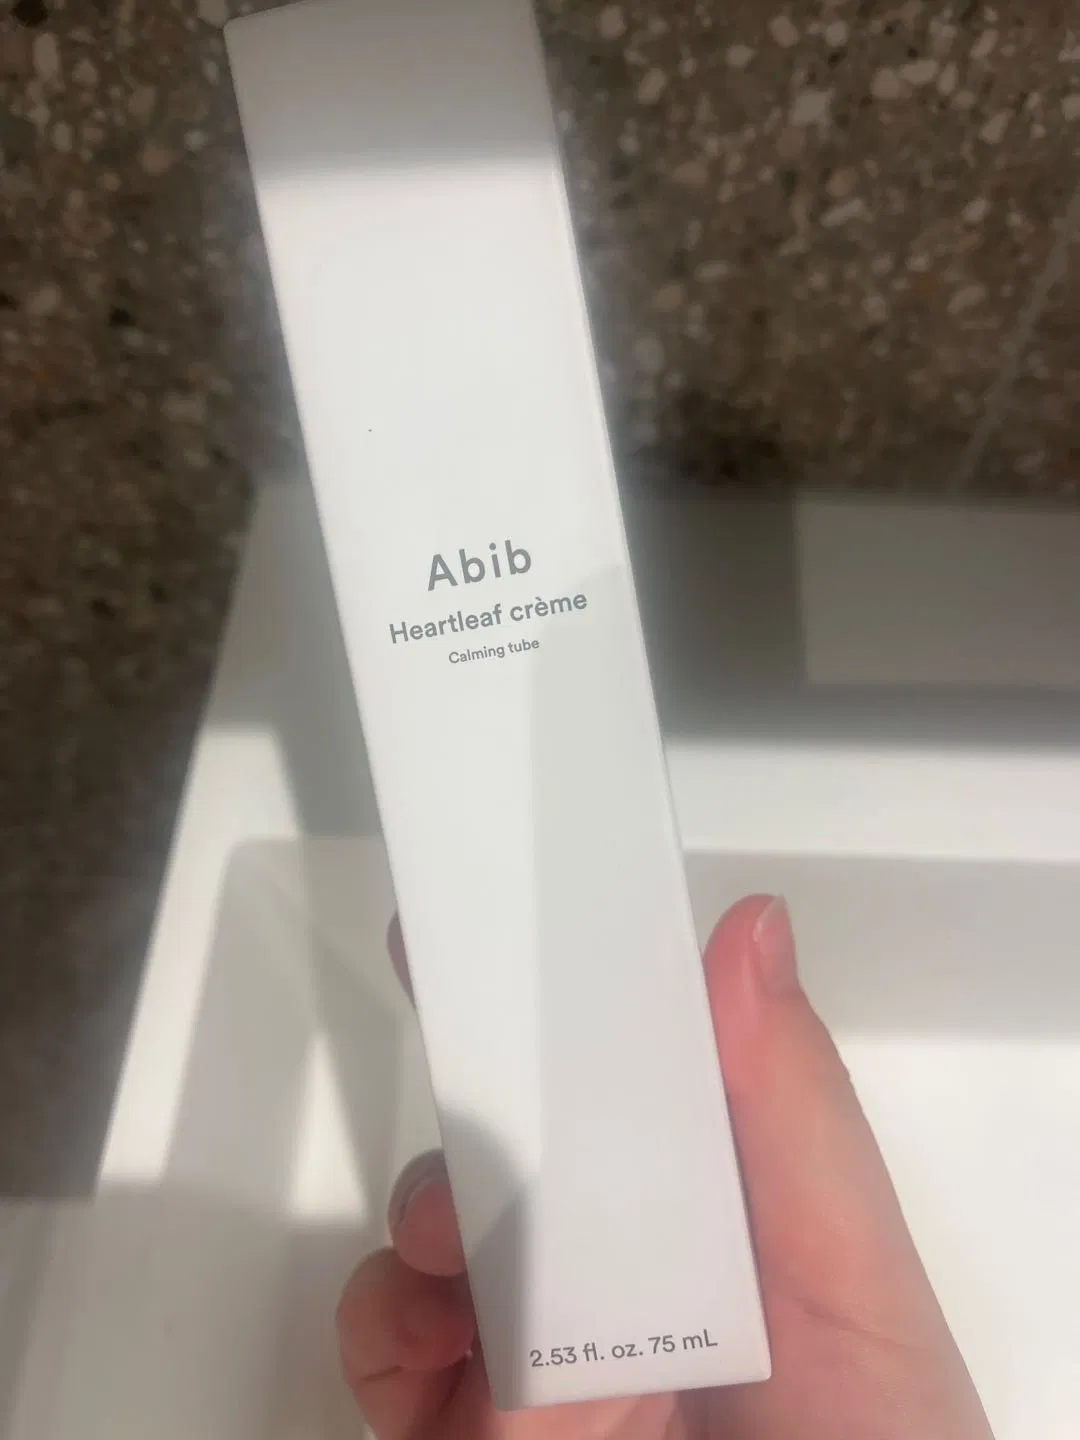 Abib
Heartleaf crème
Calming tube
2.53 fl. oz. 75 mL